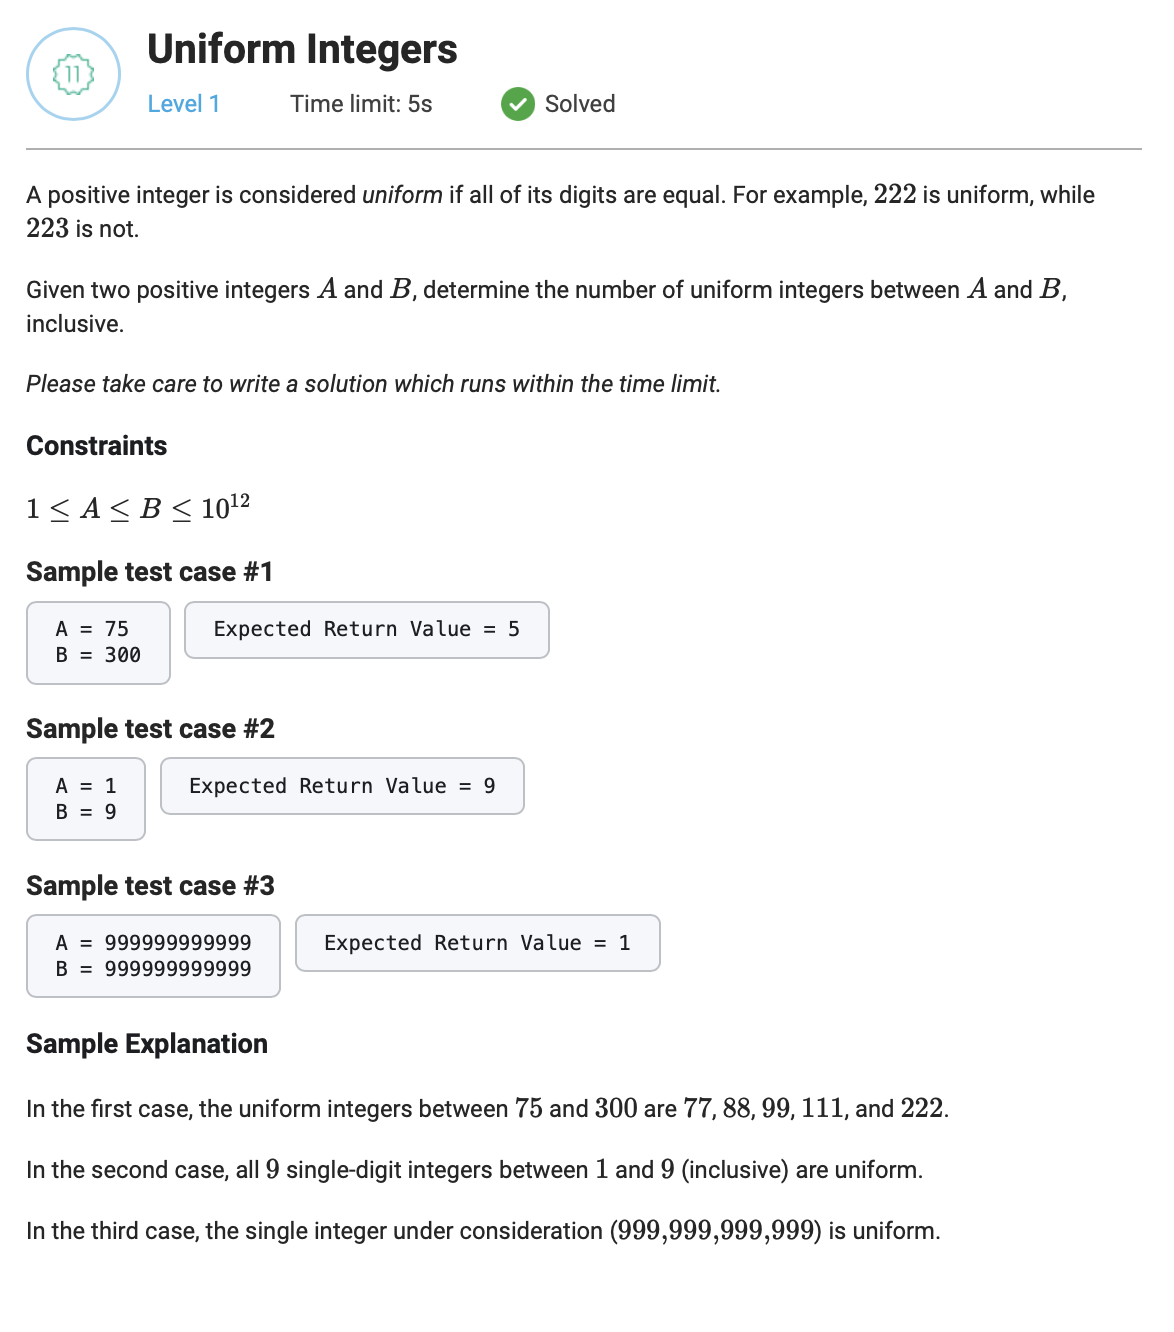 11
Uniform Integers
Level 1 Time limit: 5s Solved
A positive integer is considered uniform if all of its digits are equal. For example, 222 is uniform, while
223 is not.
Given two positive integers A and B, determine the number of uniform integers between A and B,
inclusive.
Please take care to write a solution which runs within the time limit.
Constraints
1 ≤ A ≤ B ≤ 10¹²
Sample test case #1
A = 75
B = 300
Expected Return Value = 5
Sample test case #2
A = 1
B = 9
Expected Return Value = 9
Sample test case #3
A = 999999999999
B = 999999999999
Expected Return Value = 1
Sample Explanation
In the first case, the uniform integers between 75 and 300 are 77, 88, 99, 111, and 222.
In the second case, all 9 single-digit integers between 1 and 9 (inclusive) are uniform.
In the third case, the single integer under consideration (999,999,999,999) is uniform.